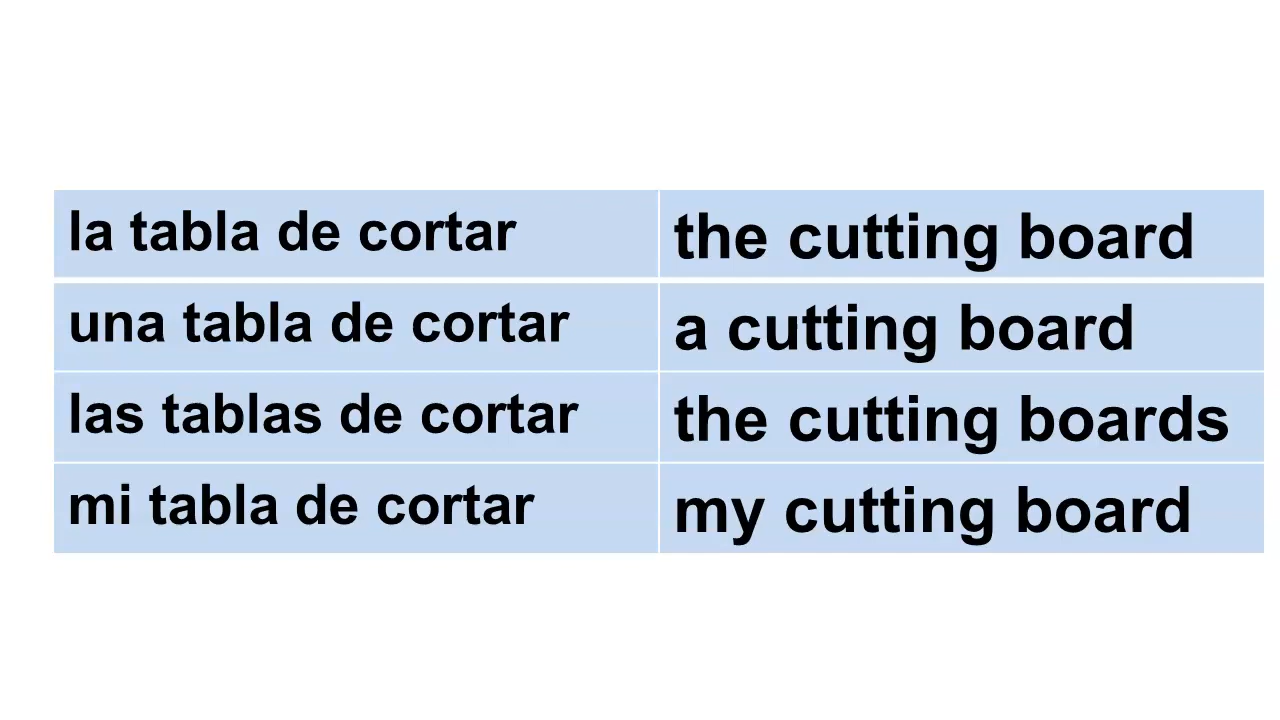 la tabla de cortar
the cutting board
una tabla de cortar
a cutting board
las tablas de cortar
the cutting boards
mi tabla de cortar
my cutting board